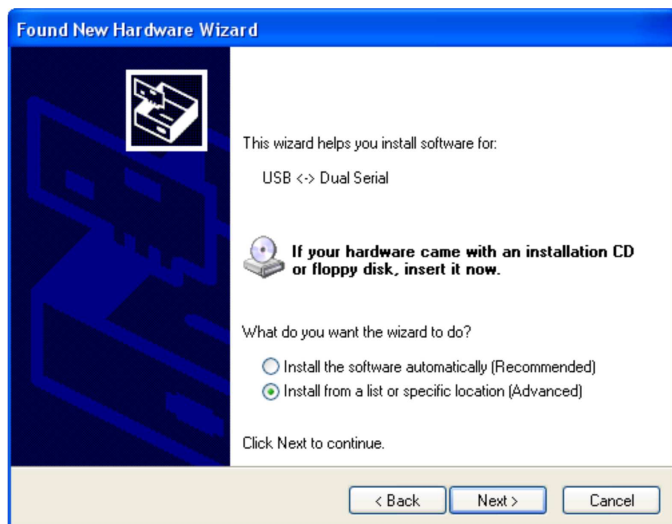 Found New Hardware Wizard
This wizard helps you install software for:
USB <-> Dual Serial
If your hardware came with an installation CD
or floppy disk, insert it now.
What do you want the wizard to do?
Install the software automatically (Recommended)
Install from a list or specific location (Advanced)
Click Next to continue.
< Back Next > Cancel